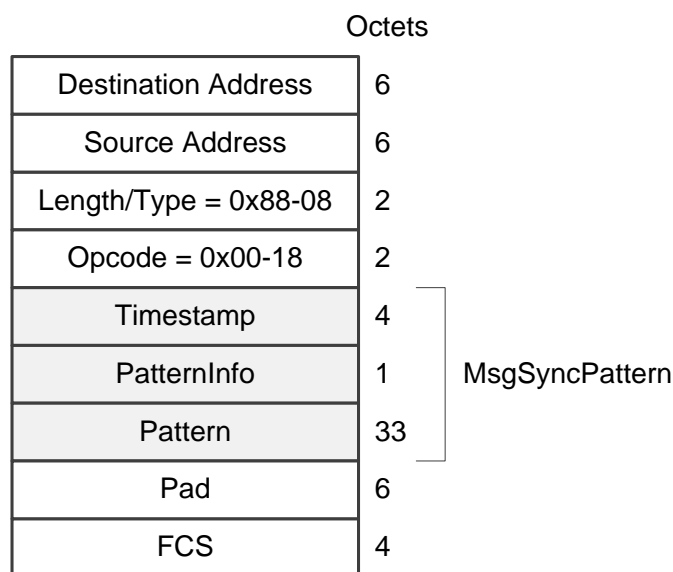 Octets
Destination Address 6
Source Address 6
Length/Type = 0x88-08 2
Opcode = 0x00-18 2
Timestamp 4
PatternInfo 1 MsgSyncPattern
Pattern 33
Pad 6
FCS 4